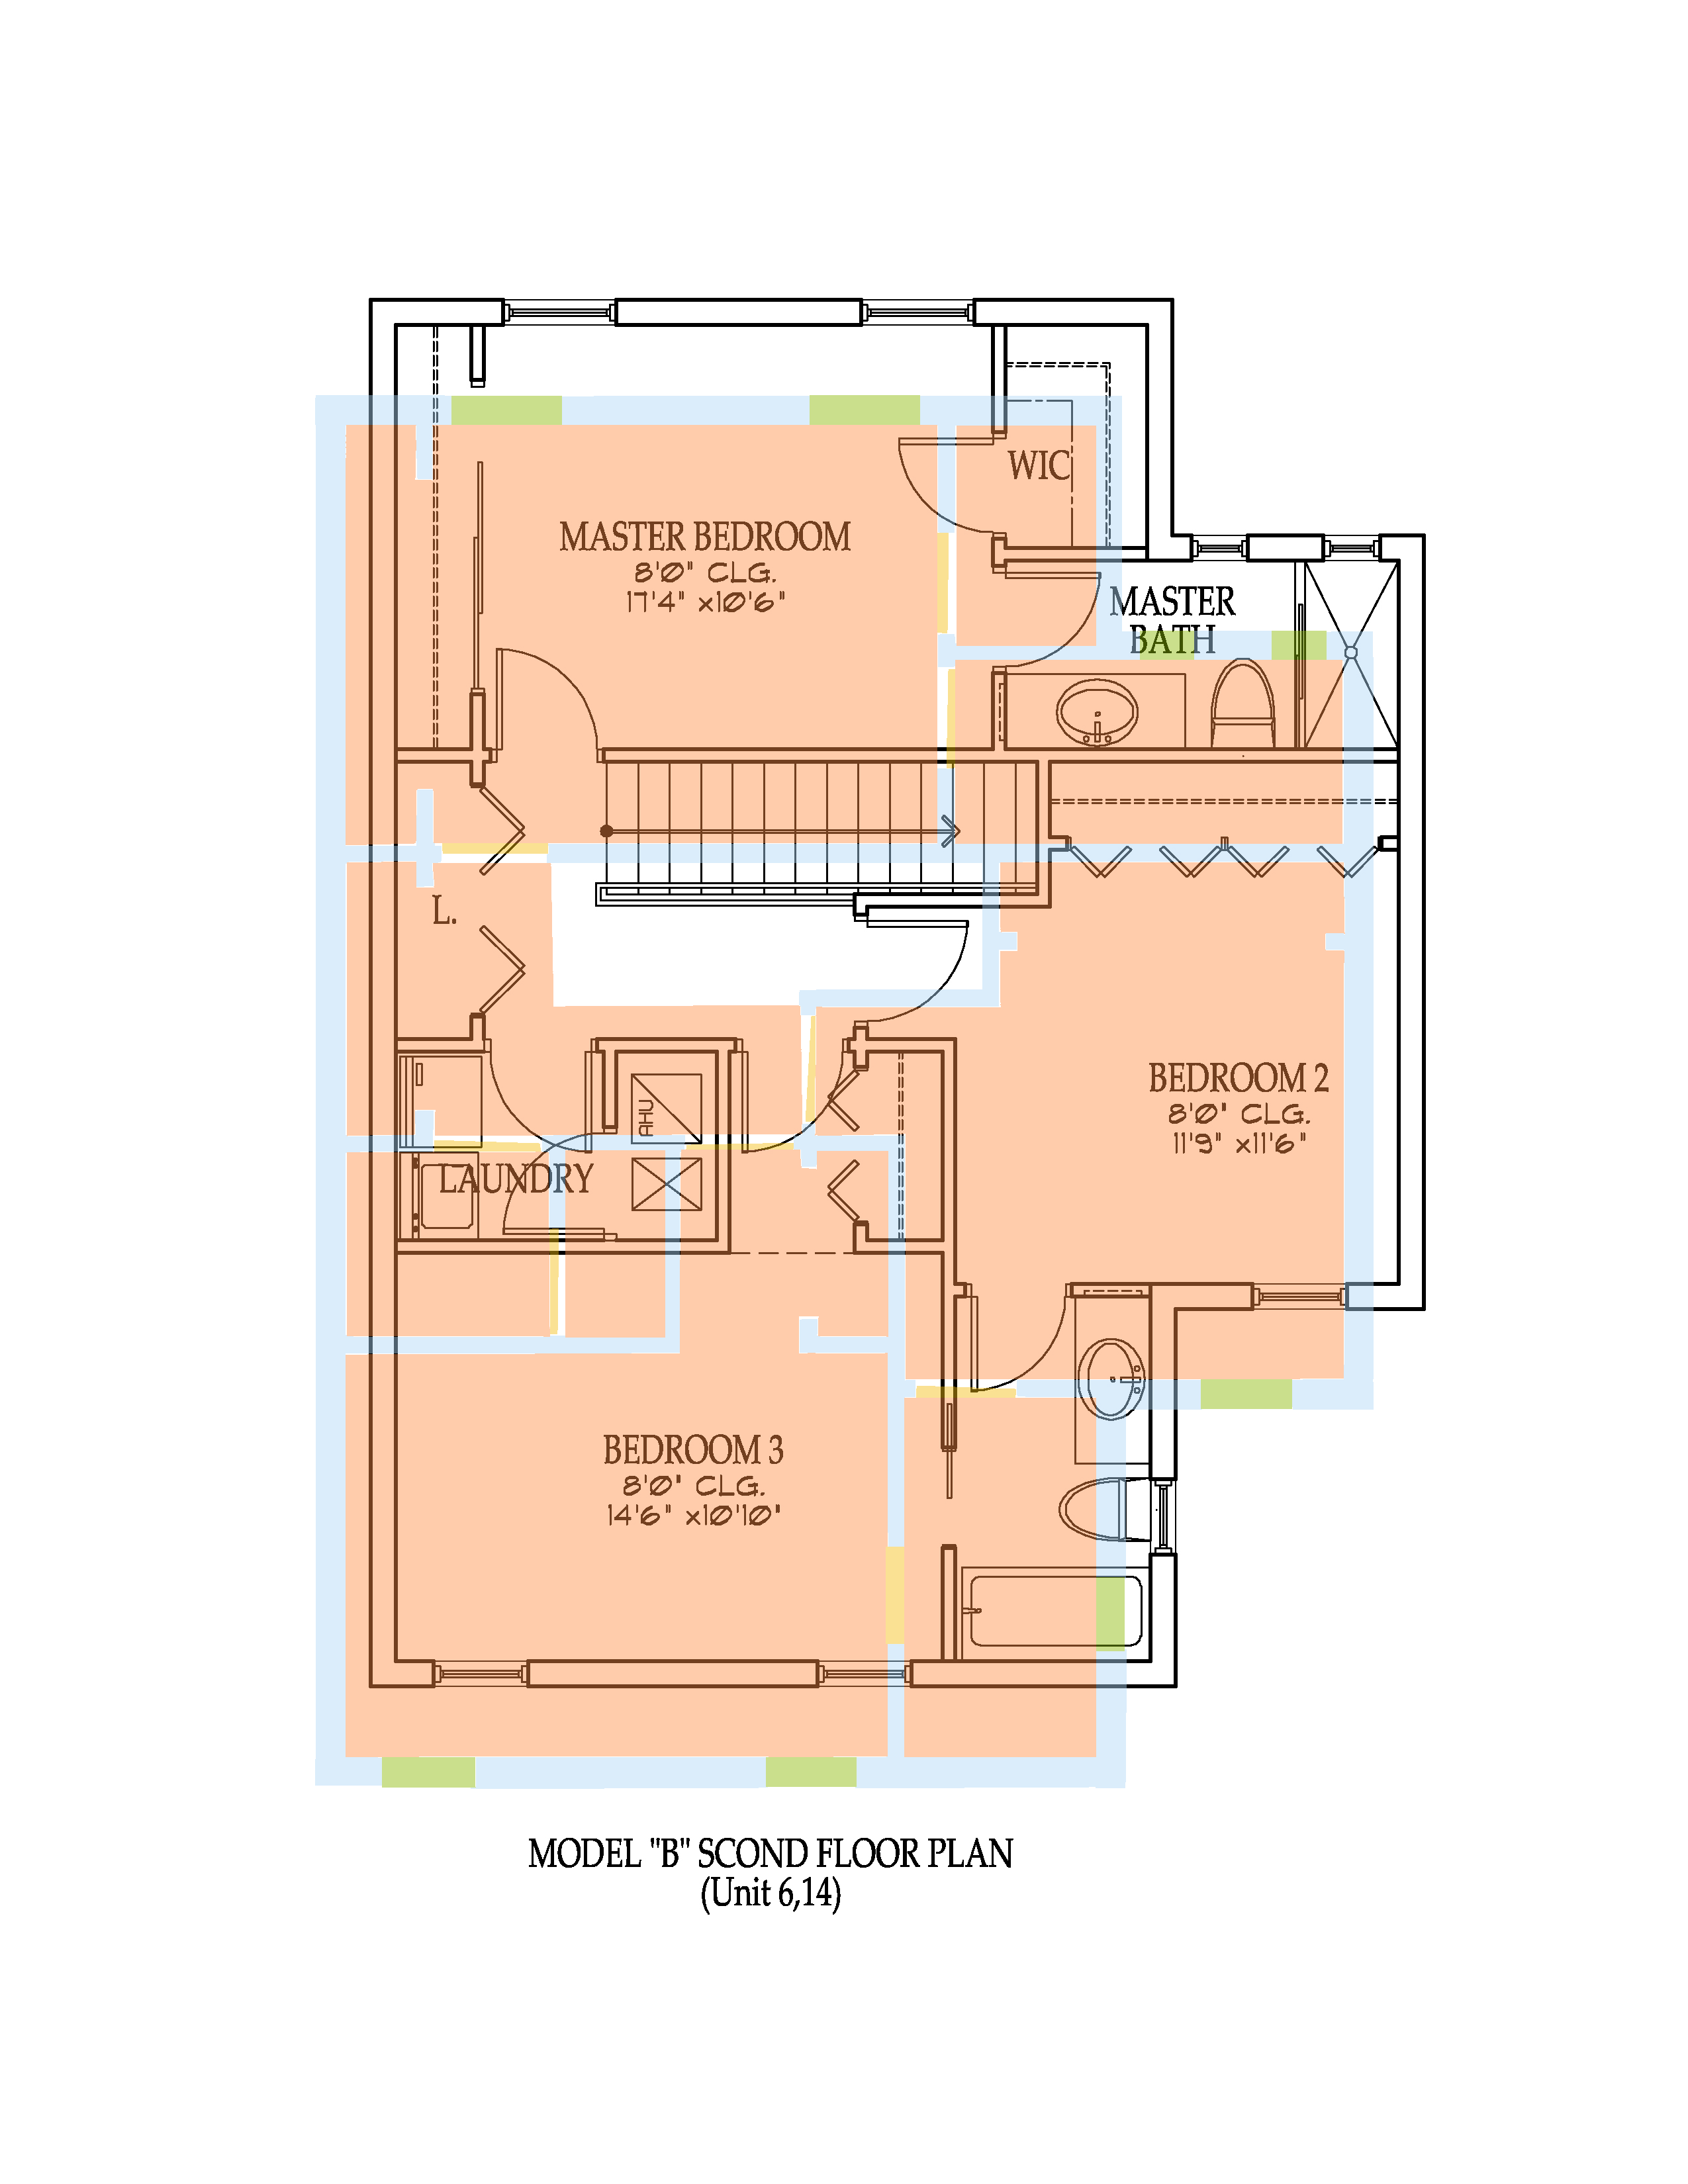 WIC
MASTER BEDROOM
8'0" CLG.
17'4" x10'6"
MASTER
BATH
L.
BEDROOM 2
8'0" CLG.
11'9" x11'6"
AHU
LAUNDRY
BEDROOM 3
8'0" CLG.
14'6" x10'10"
MODEL "B" SCOND FLOOR PLAN
(Unit 6,14)